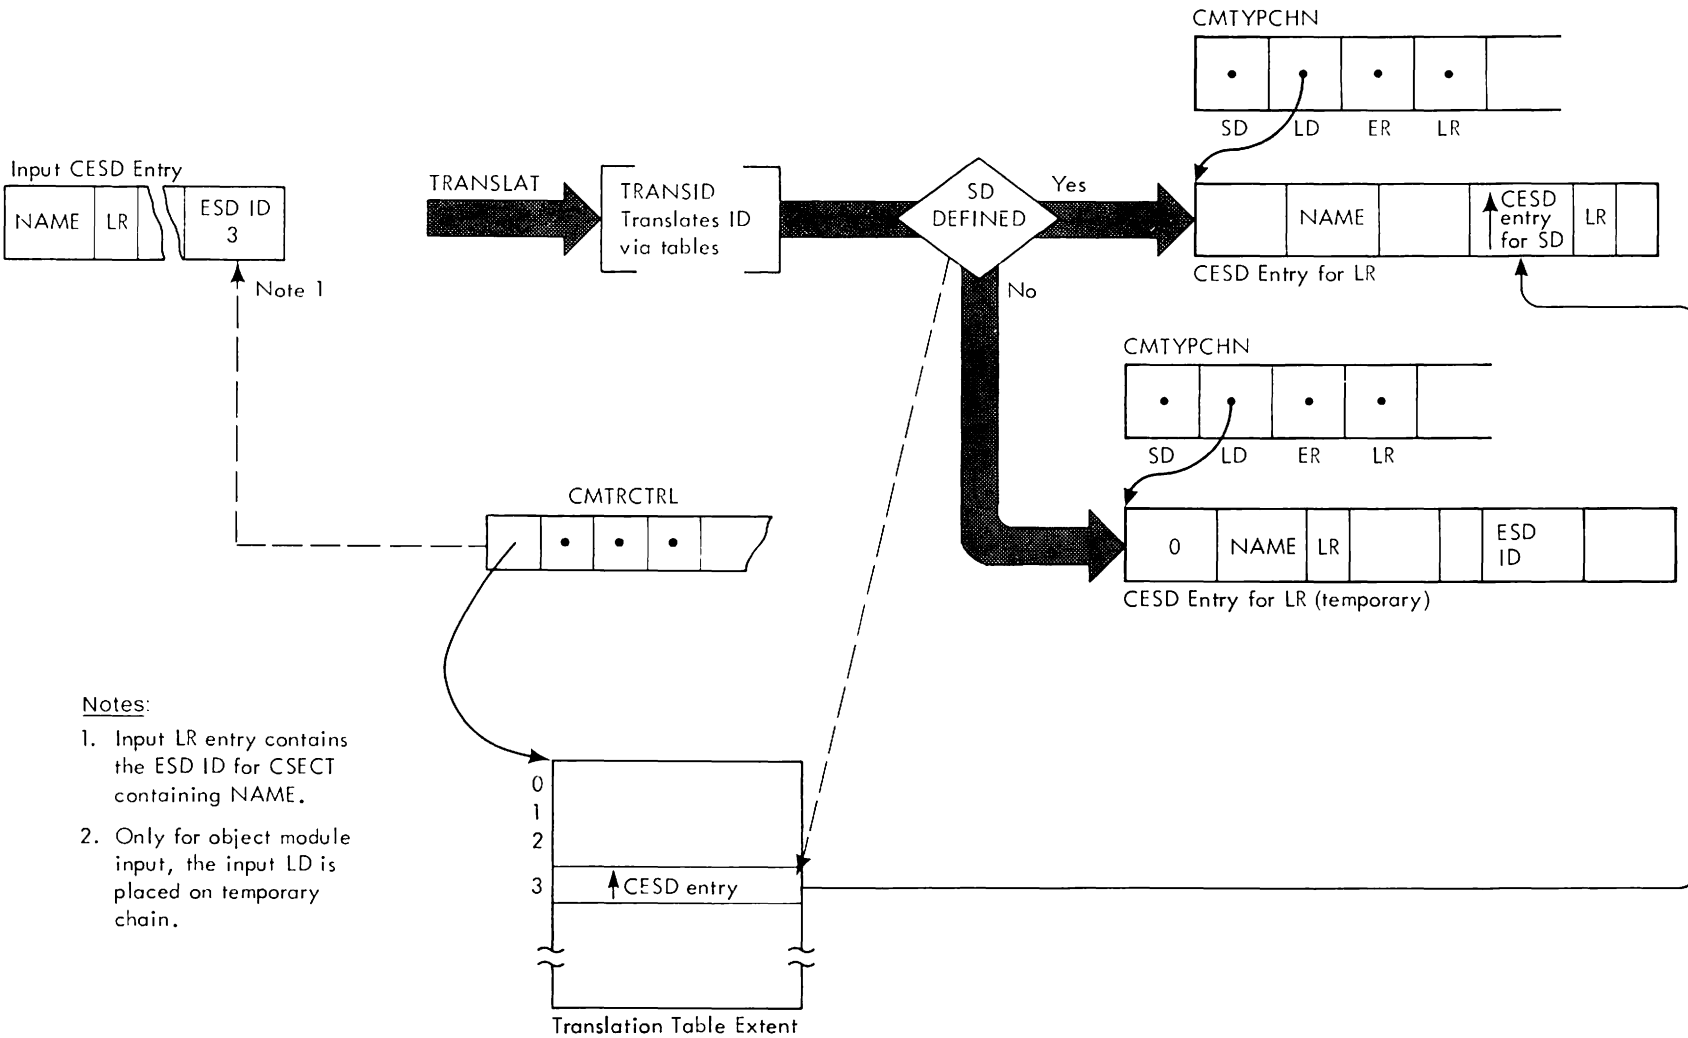 CMTYPCHN
SD LD ER LR
Input CESD Entry
NAME LR ESD ID
3
Note 1
TRANSLAT
TRANSID
Translates ID
via tables
SD
DEFINED
Yes
No
NAME
CESD
entry
for SD
LR
CESD Entry for LR
CMTYPCHN
SD LD ER LR
0 NAME LR ESD
ID
CESD Entry for LR (temporary)
CMTRCTRL
Notes:
1. Input LR entry contains
the ESD ID for CSECT
containing NAME.
2. Only for object module
input, the input LD is
placed on temporary
chain.
0
1
2
3 CESD entry
Translation Table Extent